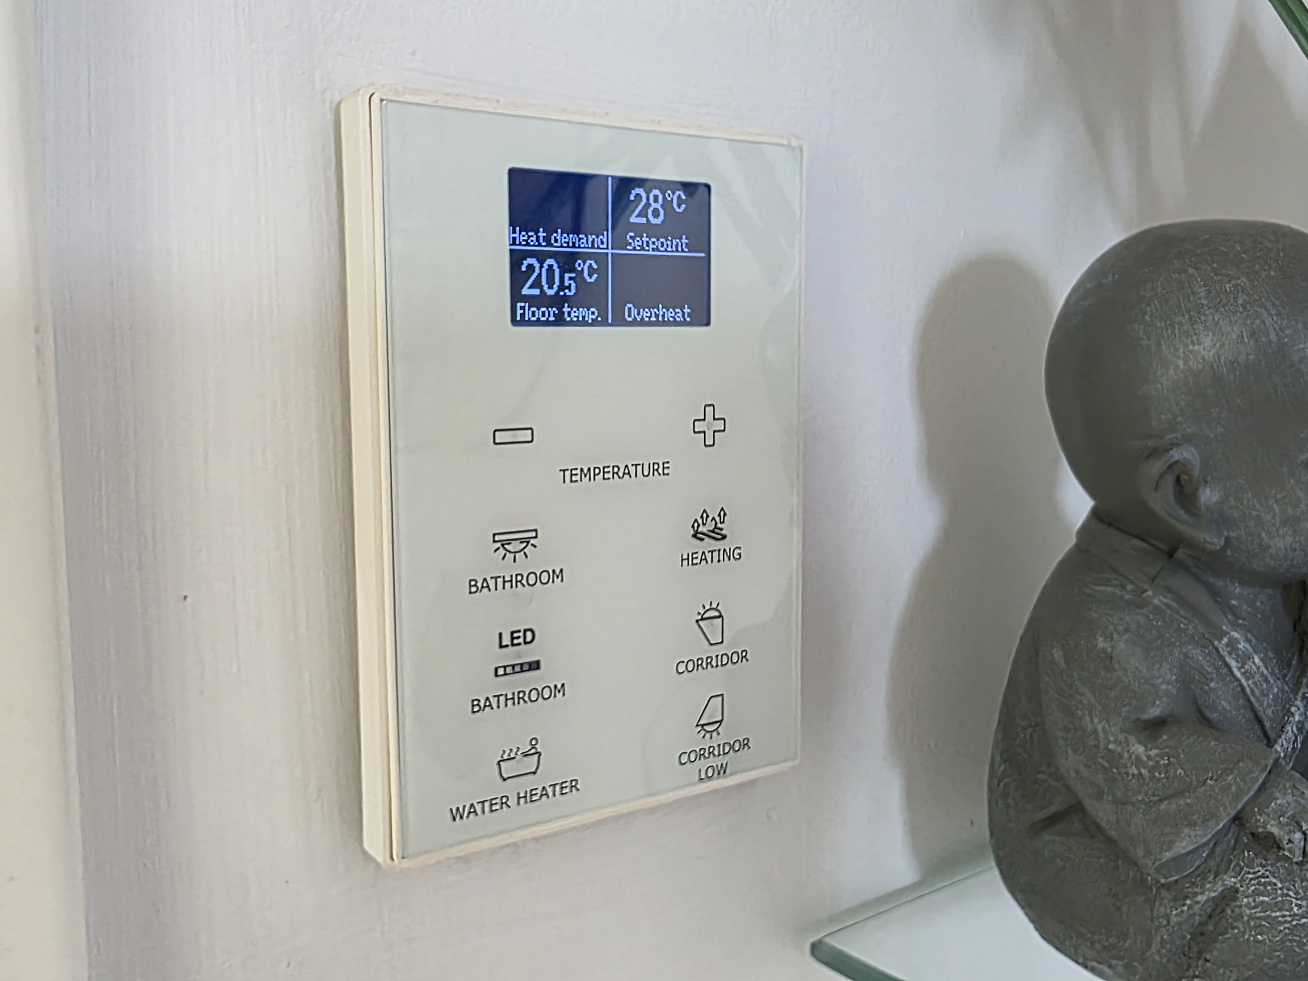 28°C
Heat demand Setpoint
20.5°C
Floor temp. Overheat
TEMPERATURE
BATHROOM
HEATING
LED
BATHROOM
CORRIDOR
WATER HEATER
CORRIDOR
LOW